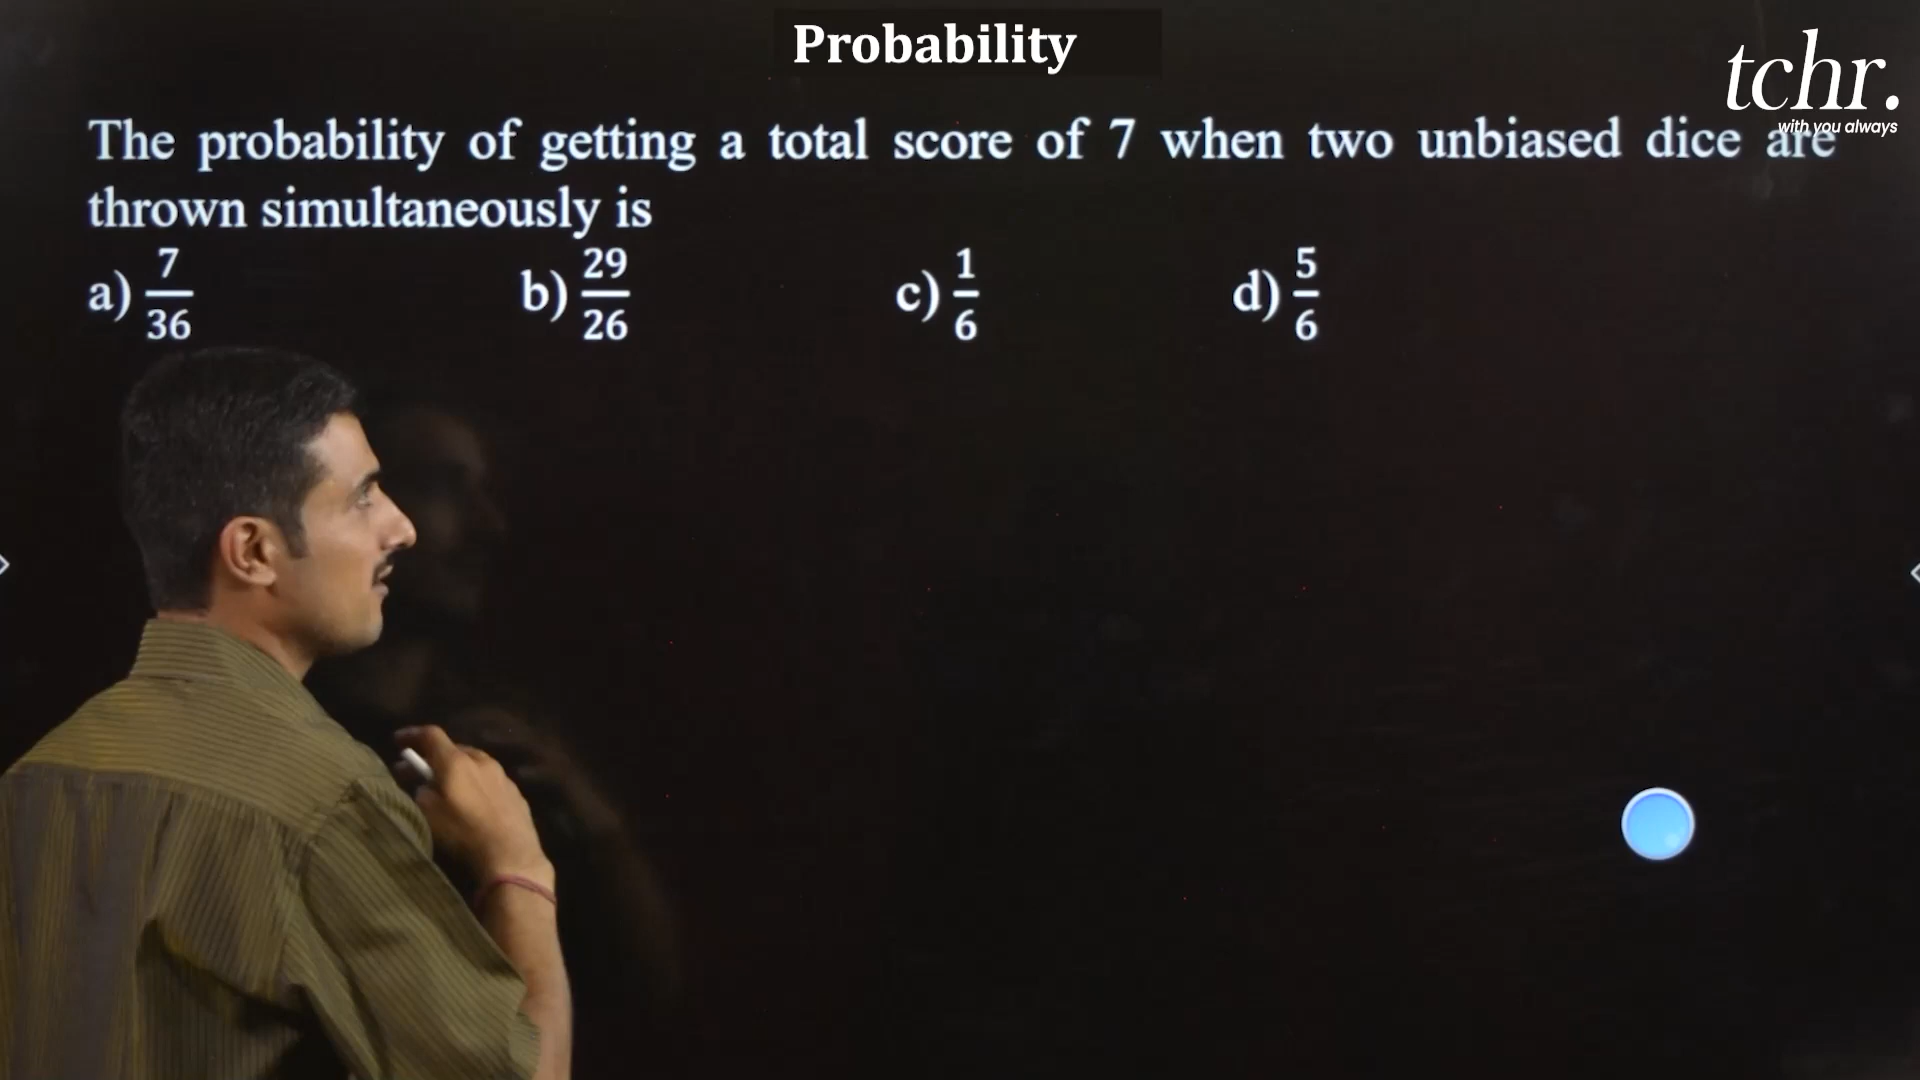 Probability
tchr.
with you always
The probability of getting a total score of 7 when two unbiased dice are
thrown simultaneously is
a) 7/36 b) 29/26 c) 1/6 d) 5/6